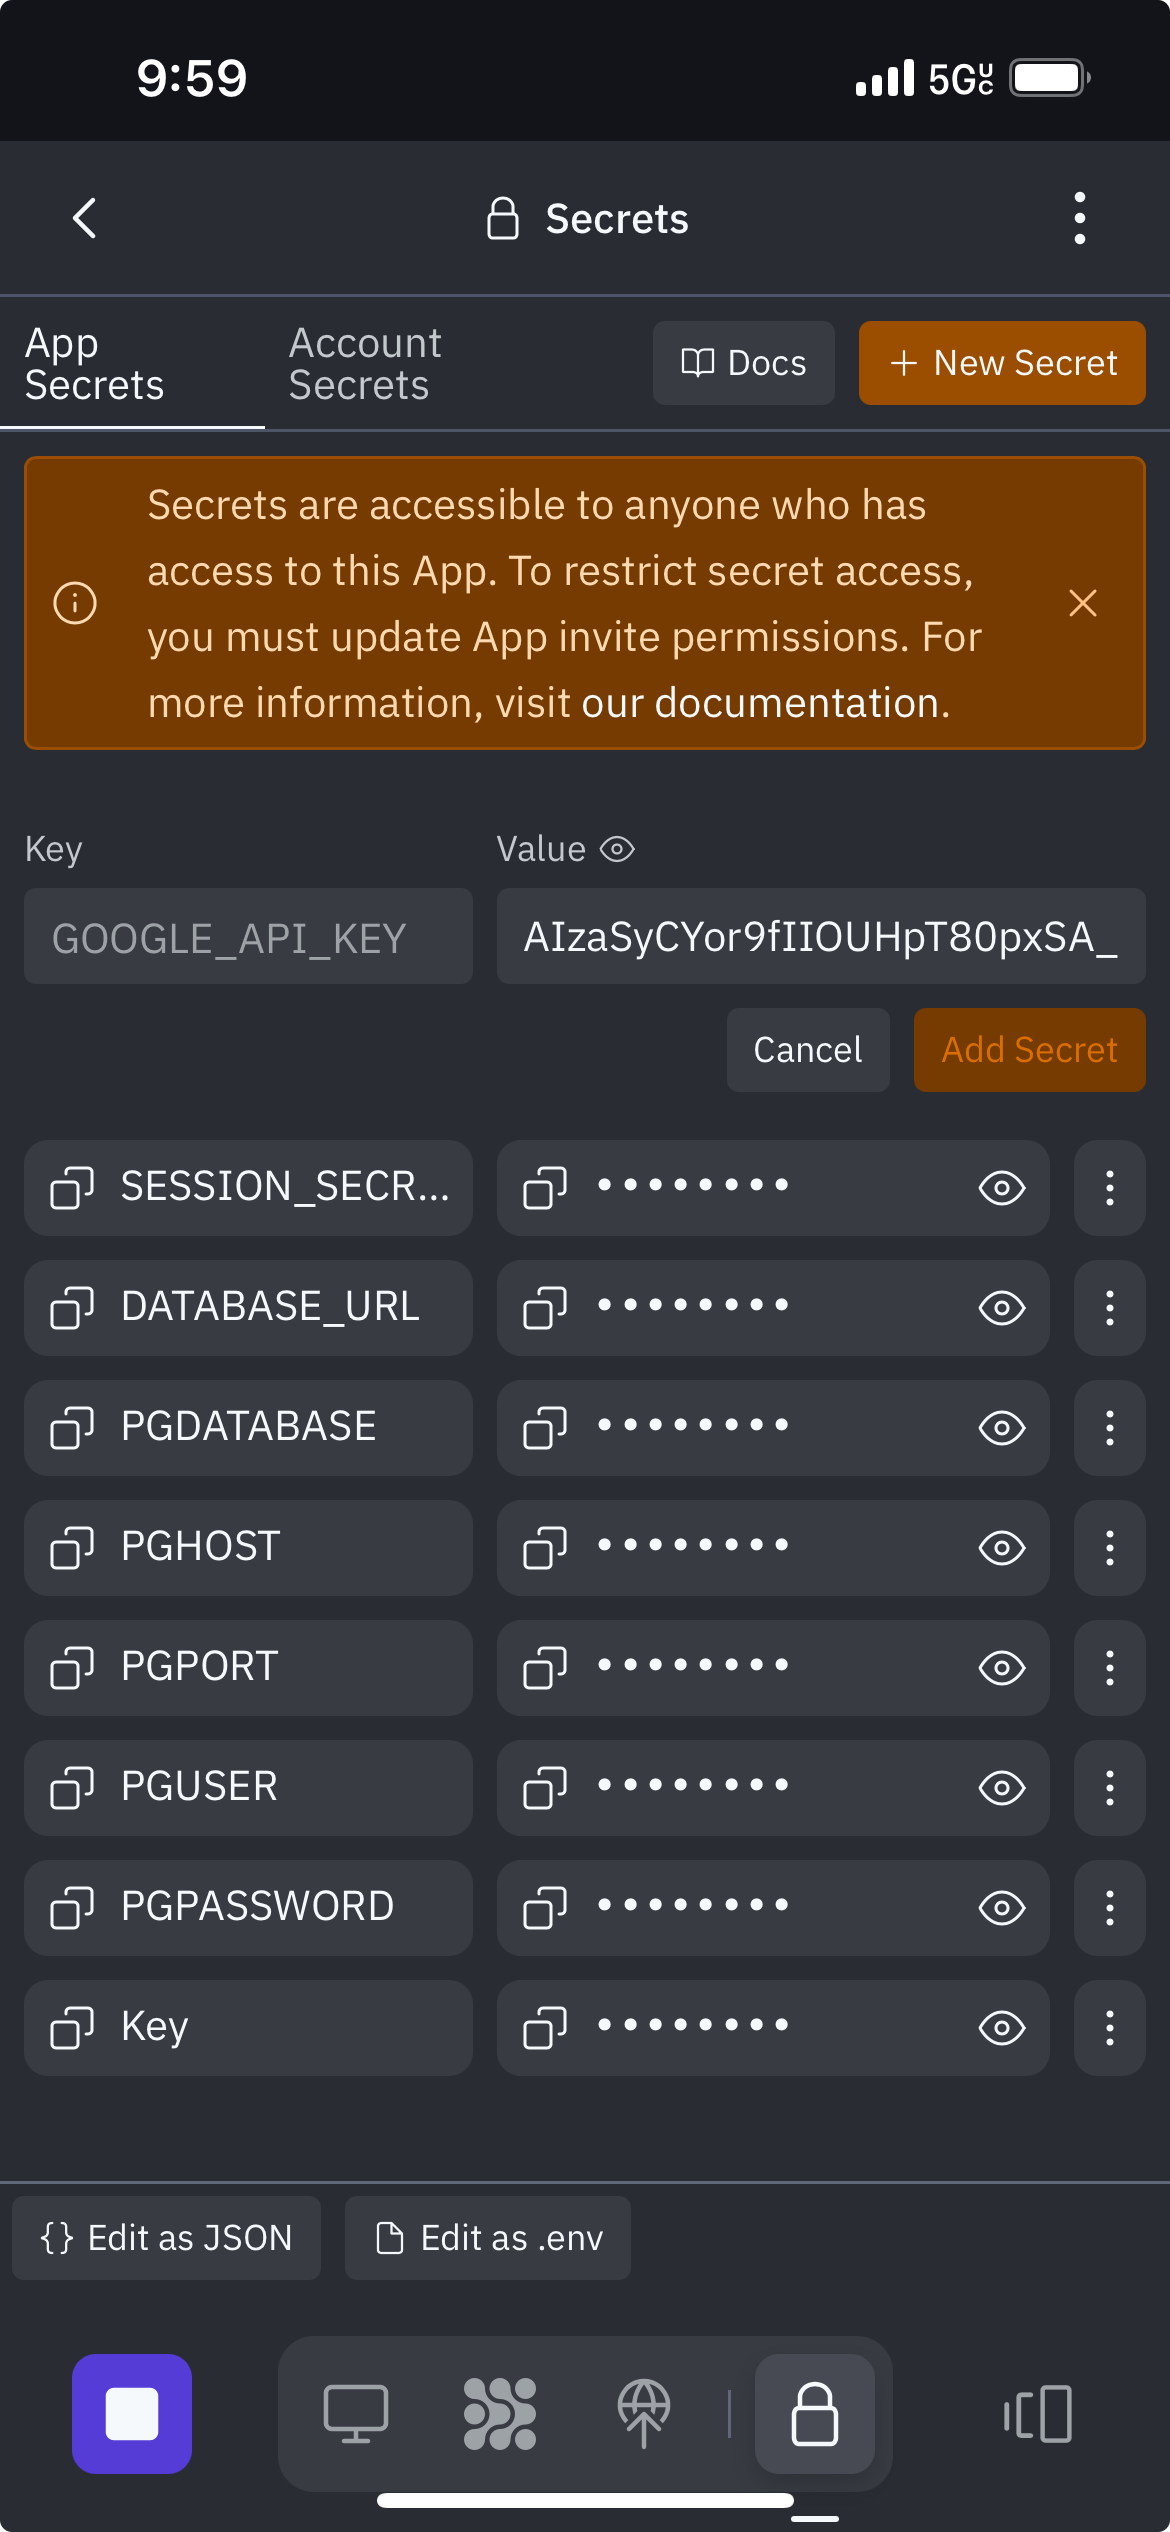 9:59
5G UC
Secrets
App Secrets
Account Secrets
Docs
+ New Secret
Secrets are accessible to anyone who has
access to this App. To restrict secret access,
you must update App invite permissions. For
more information, visit our documentation.
Key
Value
GOOGLE_API_KEY
AIzaSyCYor9fIIOUHpT80pxSA_
Cancel
Add Secret
SESSION_SECR...
DATABASE_URL
PGDATABASE
PGHOST
PGPORT
PGUSER
PGPASSWORD
Key
{} Edit as JSON
Edit as .env